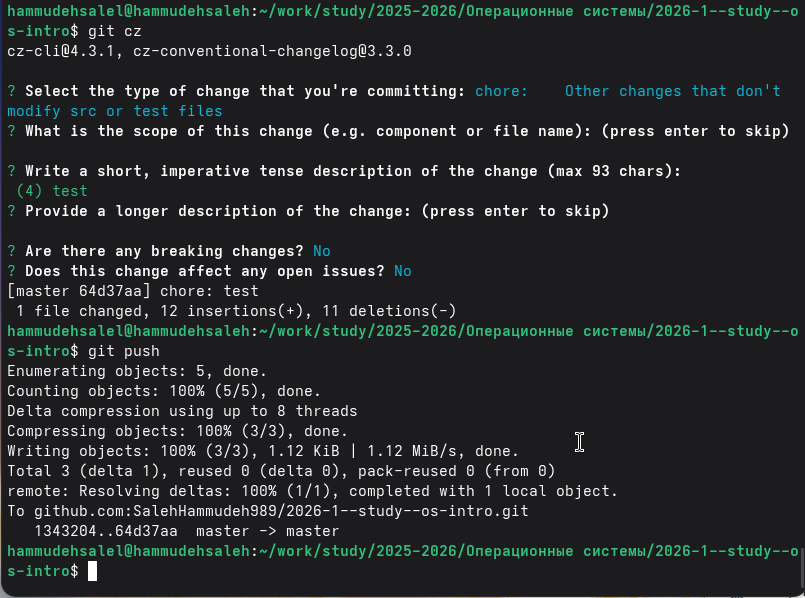 hammudehsalel@hammudehsaleh:~/work/study/2025-2026/Операционные системы/2026-1--study--o
s-intro$ git cz
cz-cli@4.3.1, cz-conventional-changelog@3.3.0
? Select the type of change that you're committing: chore:    Other changes that don't
modify src or test files
? What is the scope of this change (e.g. component or file name): (press enter to skip)
? Write a short, imperative tense description of the change (max 93 chars):
 (4) test
? Provide a longer description of the change: (press enter to skip)
? Are there any breaking changes? No
? Does this change affect any open issues? No
[master 64d37aa] chore: test
 1 file changed, 12 insertions(+), 11 deletions(-)
hammudehsalel@hammudehsaleh:~/work/study/2025-2026/Операционные системы/2026-1--study--o
s-intro$ git push
Enumerating objects: 5, done.
Counting objects: 100% (5/5), done.
Delta compression using up to 8 threads
Compressing objects: 100% (3/3), done.
Writing objects: 100% (3/3), 1.12 KiB | 1.12 MiB/s, done.
Total 3 (delta 1), reused 0 (delta 0), pack-reused 0 (from 0)
remote: Resolving deltas: 100% (1/1), completed with 1 local object.
To github.com:SalehHammudeh989/2026-1--study--os-intro.git
   1343204..64d37aa  master -> master
hammudehsalel@hammudehsaleh:~/work/study/2025-2026/Операционные системы/2026-1--study--o
s-intro$